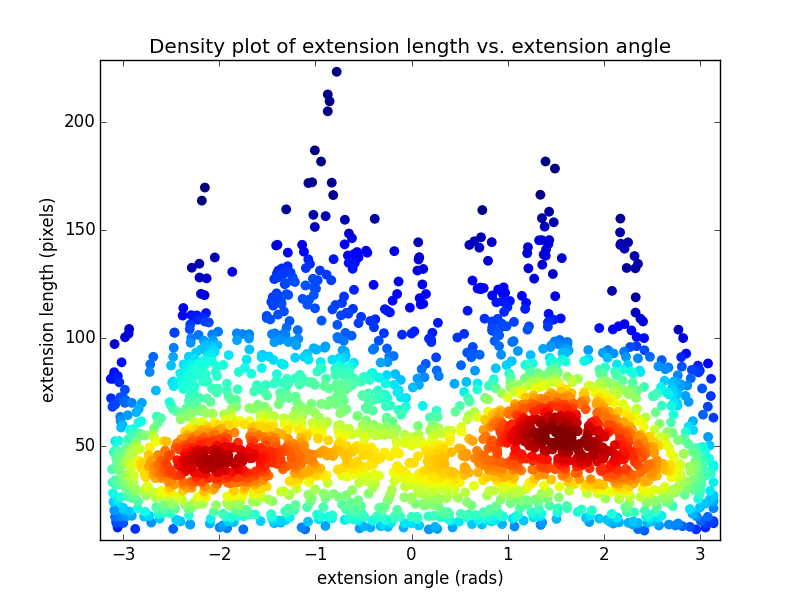 Density plot of extension length vs. extension angle
200
150
100
50
extension length (pixels)
−3 −2 −1 0 1 2 3
extension angle (rads)